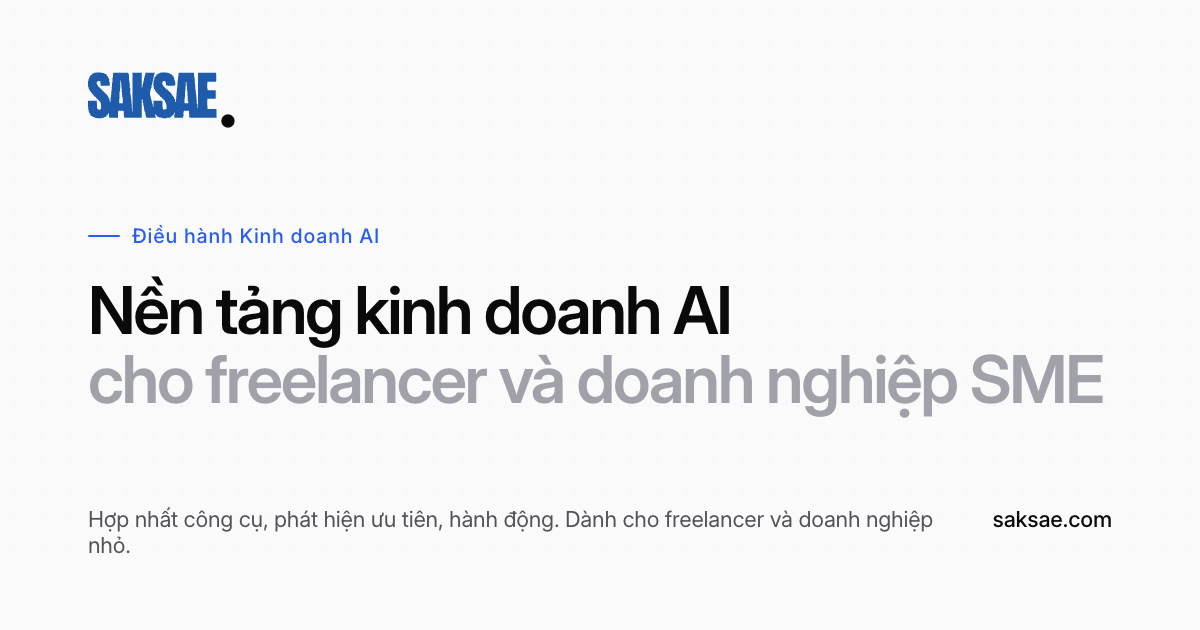 SAKSAE.
Điều hành Kinh doanh AI
Nền tảng kinh doanh AI
cho freelancer và doanh nghiệp SME
Hợp nhất công cụ, phát hiện ưu tiên, hành động. Dành cho freelancer và doanh nghiệp
nhỏ.
saksae.com